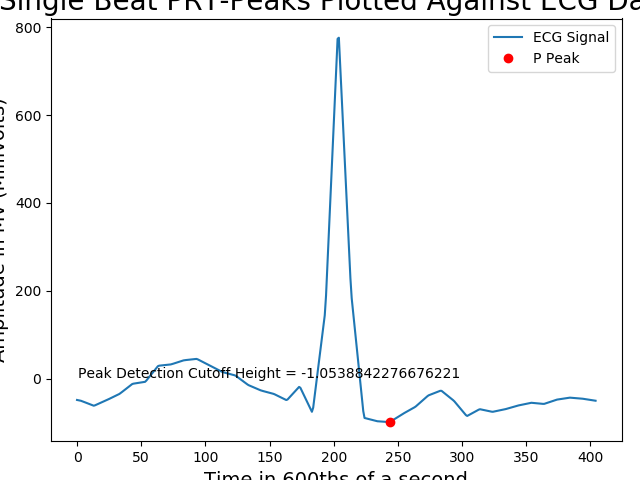 Single Beat PRT-Peaks Plotted Against ECG Da
ECG Signal
P Peak
Amplitude in MV (MilliVolts)
800
600
400
200
0
Peak Detection Cutoff Height = -1.0538842276676221
0 50 100 150 200 250 300 350 400
Time in 600ths of a second